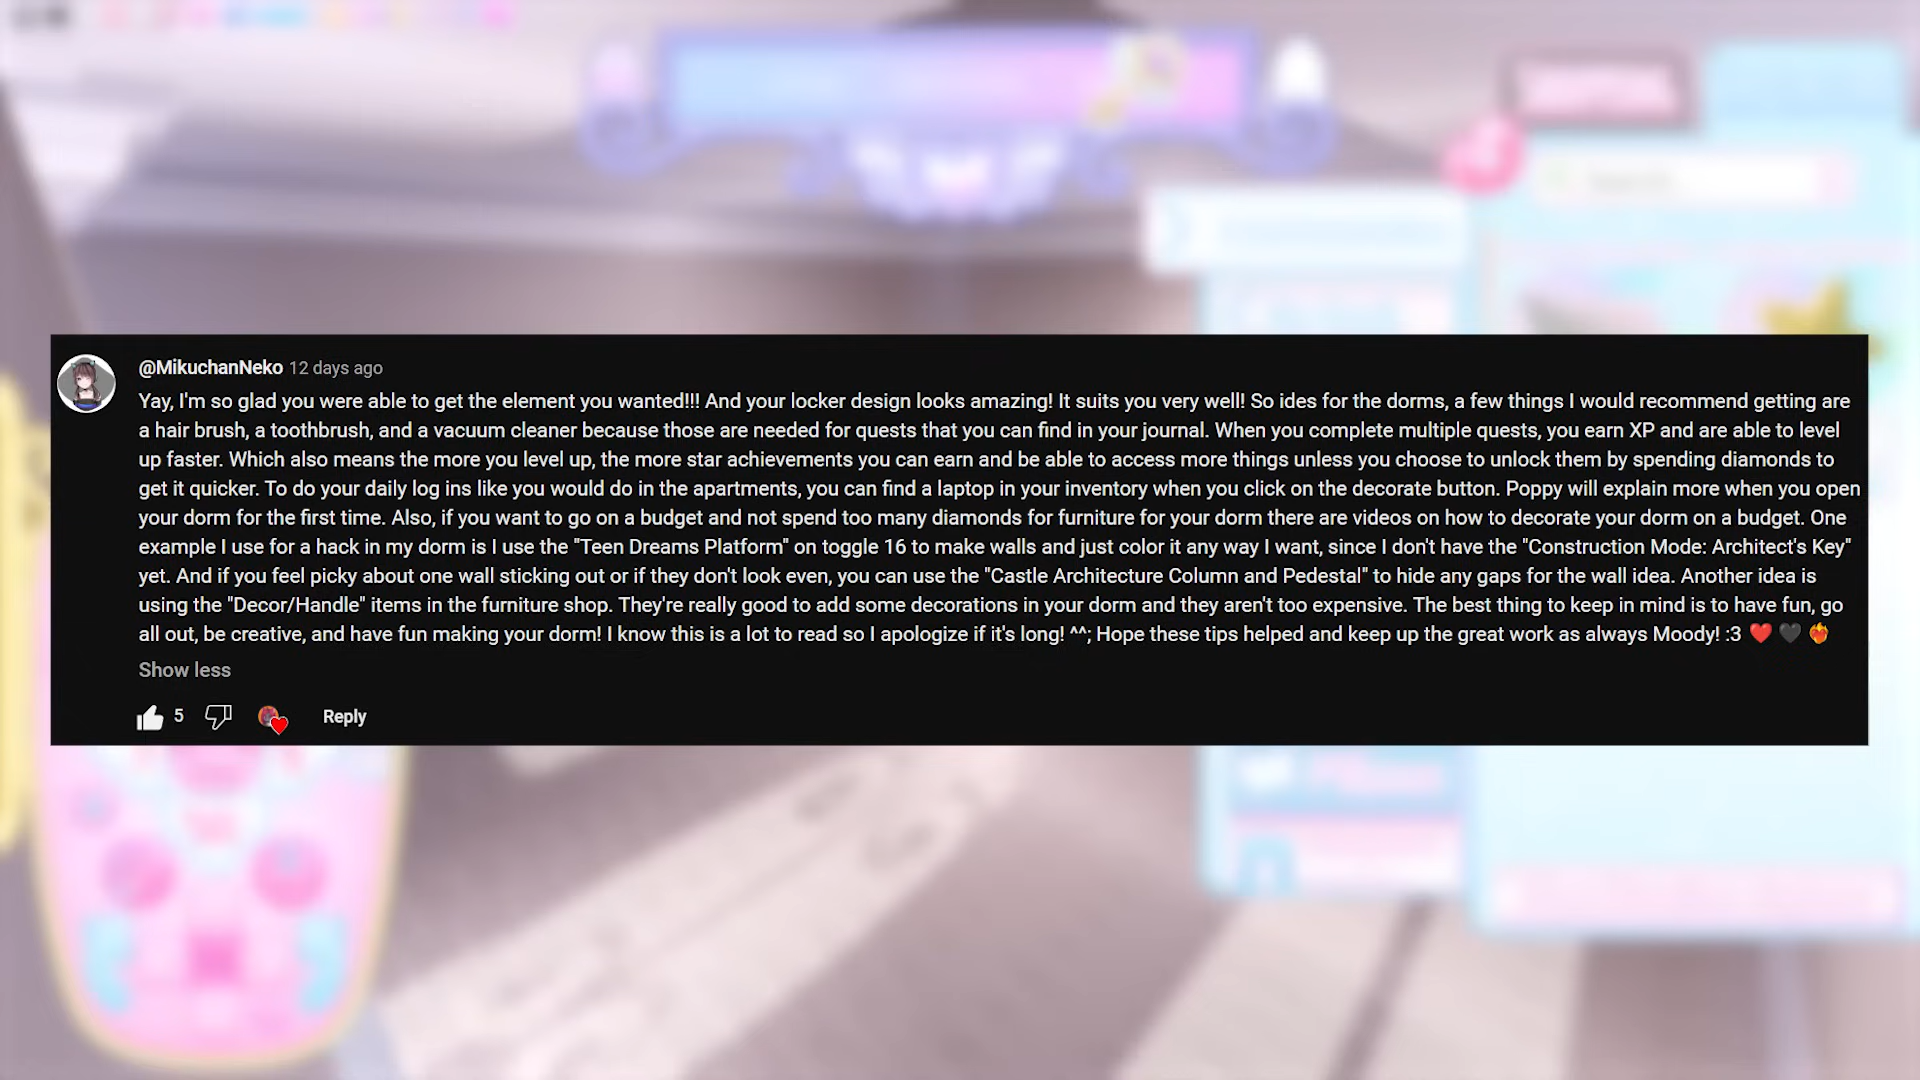 @MikuchanNeko 12 days ago
Yay, I'm so glad you were able to get the element you wanted!!! And your locker design looks amazing! It suits you very well! So ides for the dorms, a few things I would recommend getting are
a hair brush, a toothbrush, and a vacuum cleaner because those are needed for quests that you can find in your journal. When you complete multiple quests, you earn XP and are able to level
up faster. Which also means the more you level up, the more star achievements you can earn and be able to access more things unless you choose to unlock them by spending diamonds to
get it quicker. To do your daily log ins like you would do in the apartments, you can find a laptop in your inventory when you click on the decorate button. Poppy will explain more when you open
your dorm for the first time. Also, if you want to go on a budget and not spend too many diamonds for furniture for your dorm there are videos on how to decorate your dorm on a budget. One
example I use for a hack in my dorm is I use the "Teen Dreams Platform" on toggle 16 to make walls and just color it any way I want, since I don't have the "Construction Mode: Architect's Key"
yet. And if you feel picky about one wall sticking out or if they don't look even, you can use the "Castle Architecture Column and Pedestal" to hide any gaps for the wall idea. Another idea is
using the "Decor/Handle" items in the furniture shop. They're really good to add some decorations in your dorm and they aren't too expensive. The best thing to keep in mind is to have fun, go
all out, be creative, and have fun making your dorm! I know this is a lot to read so I apologize if it's long! ^^; Hope these tips helped and keep up the great work as always Moody! :3 ❤️ 🖤 ❤️‍🔥
Show less
5 Reply